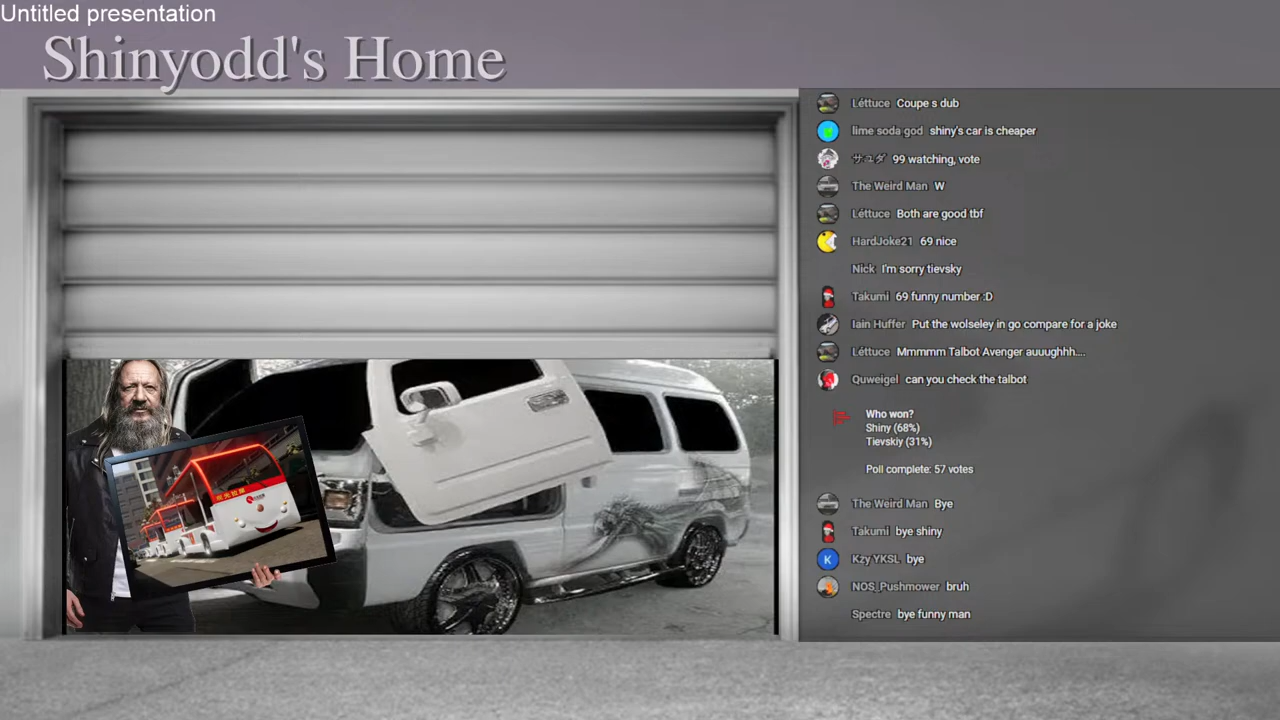 Untitled presentation
Shinyodd's Home
Léttuce Coupe s dub
lime soda god shiny's car is cheaper
サュダ 99 watching, vote
The Weird Man W
Léttuce Both are good tbf
HardJoke21 69 nice
Nick I'm sorry tievsky
Takumi 69 funny number :D
Iain Huffer Put the wolseley in go compare for a joke
Léttuce Mmmmm Talbot Avenger auuughhh....
Quweigel can you check the talbot
Who won?
Shiny (68%)
Tievskiy (31%)
Poll complete: 57 votes
The Weird Man Bye
Takumi bye shiny
K
Kzy YKSL bye
NOS_Pushmower bruh
Spectre bye funny man